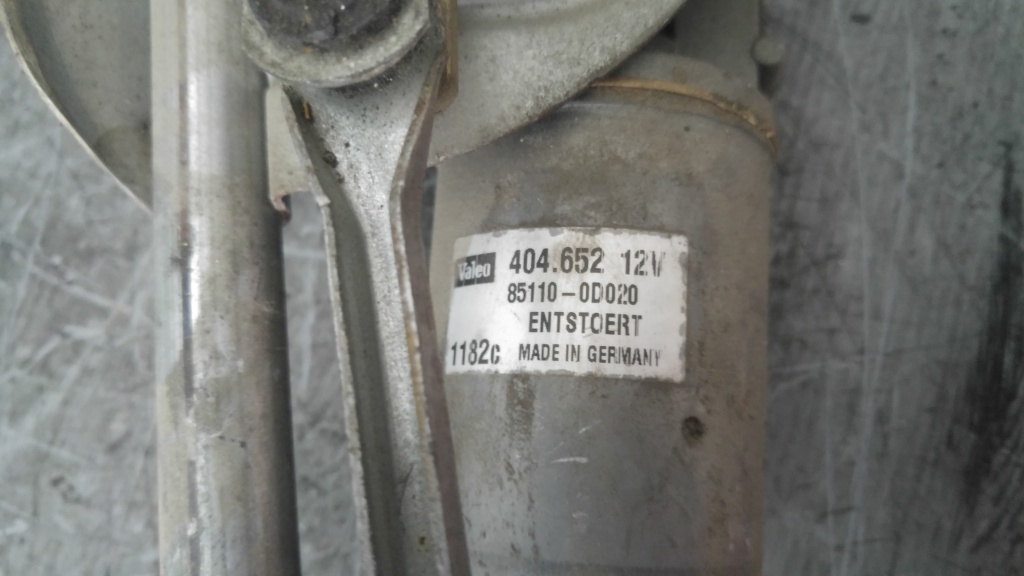 Valeo 404.652 12V
85110-0D020
ENTSTOERT
1182c MADE IN GERMANY